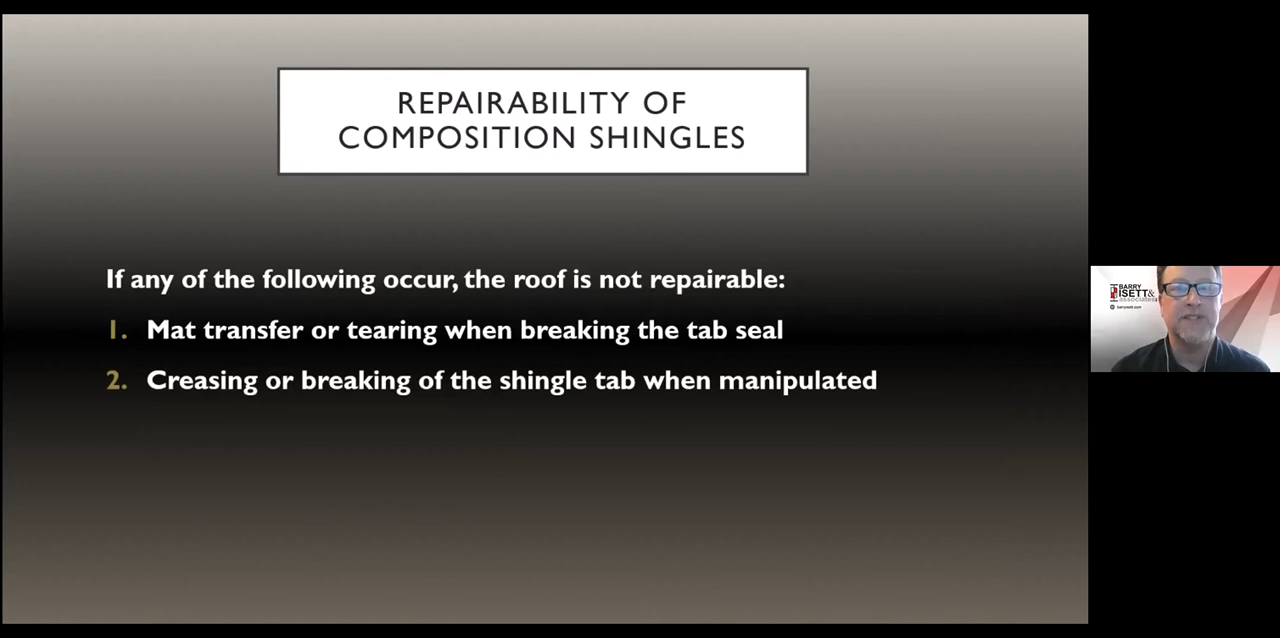 REPAIRABILITY OF
COMPOSITION SHINGLES
If any of the following occur, the roof is not repairable:
1. Mat transfer or tearing when breaking the tab seal
2. Creasing or breaking of the shingle tab when manipulated
BARRY
ISETT&
associates
barryisett.com